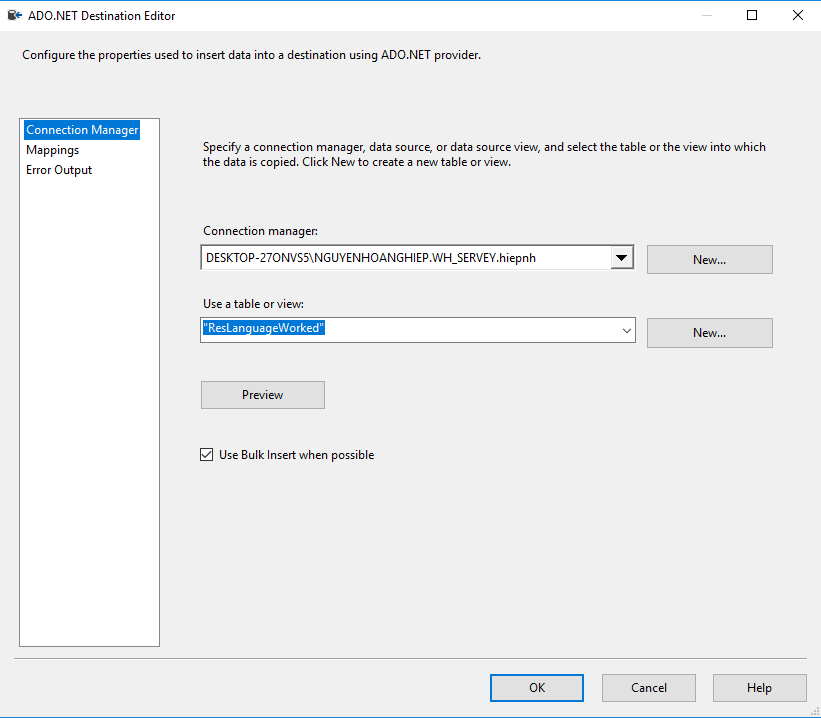 ADO.NET Destination Editor
Configure the properties used to insert data into a destination using ADO.NET provider.
Connection Manager
Mappings
Error Output
Specify a connection manager, data source, or data source view, and select the table or the view into which
the data is copied. Click New to create a new table or view.
Connection manager:
DESKTOP-27ONVS5\NGUYENHOANGHIEP.WH_SERVEY.hiepnh
New...
Use a table or view:
"ResLanguageWorked"
New...
Preview
Use Bulk Insert when possible
OK
Cancel
Help